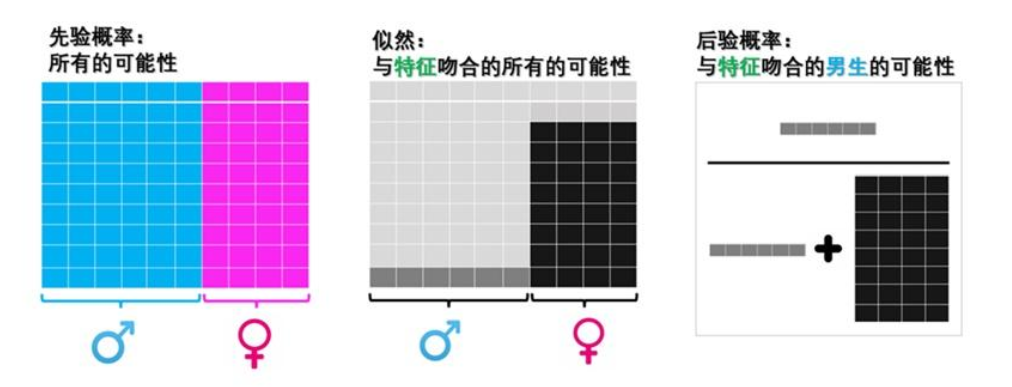 先验概率：
所有的可能性
似然：
与特征吻合的所有的可能性
后验概率：
与特征吻合的男生的可能性